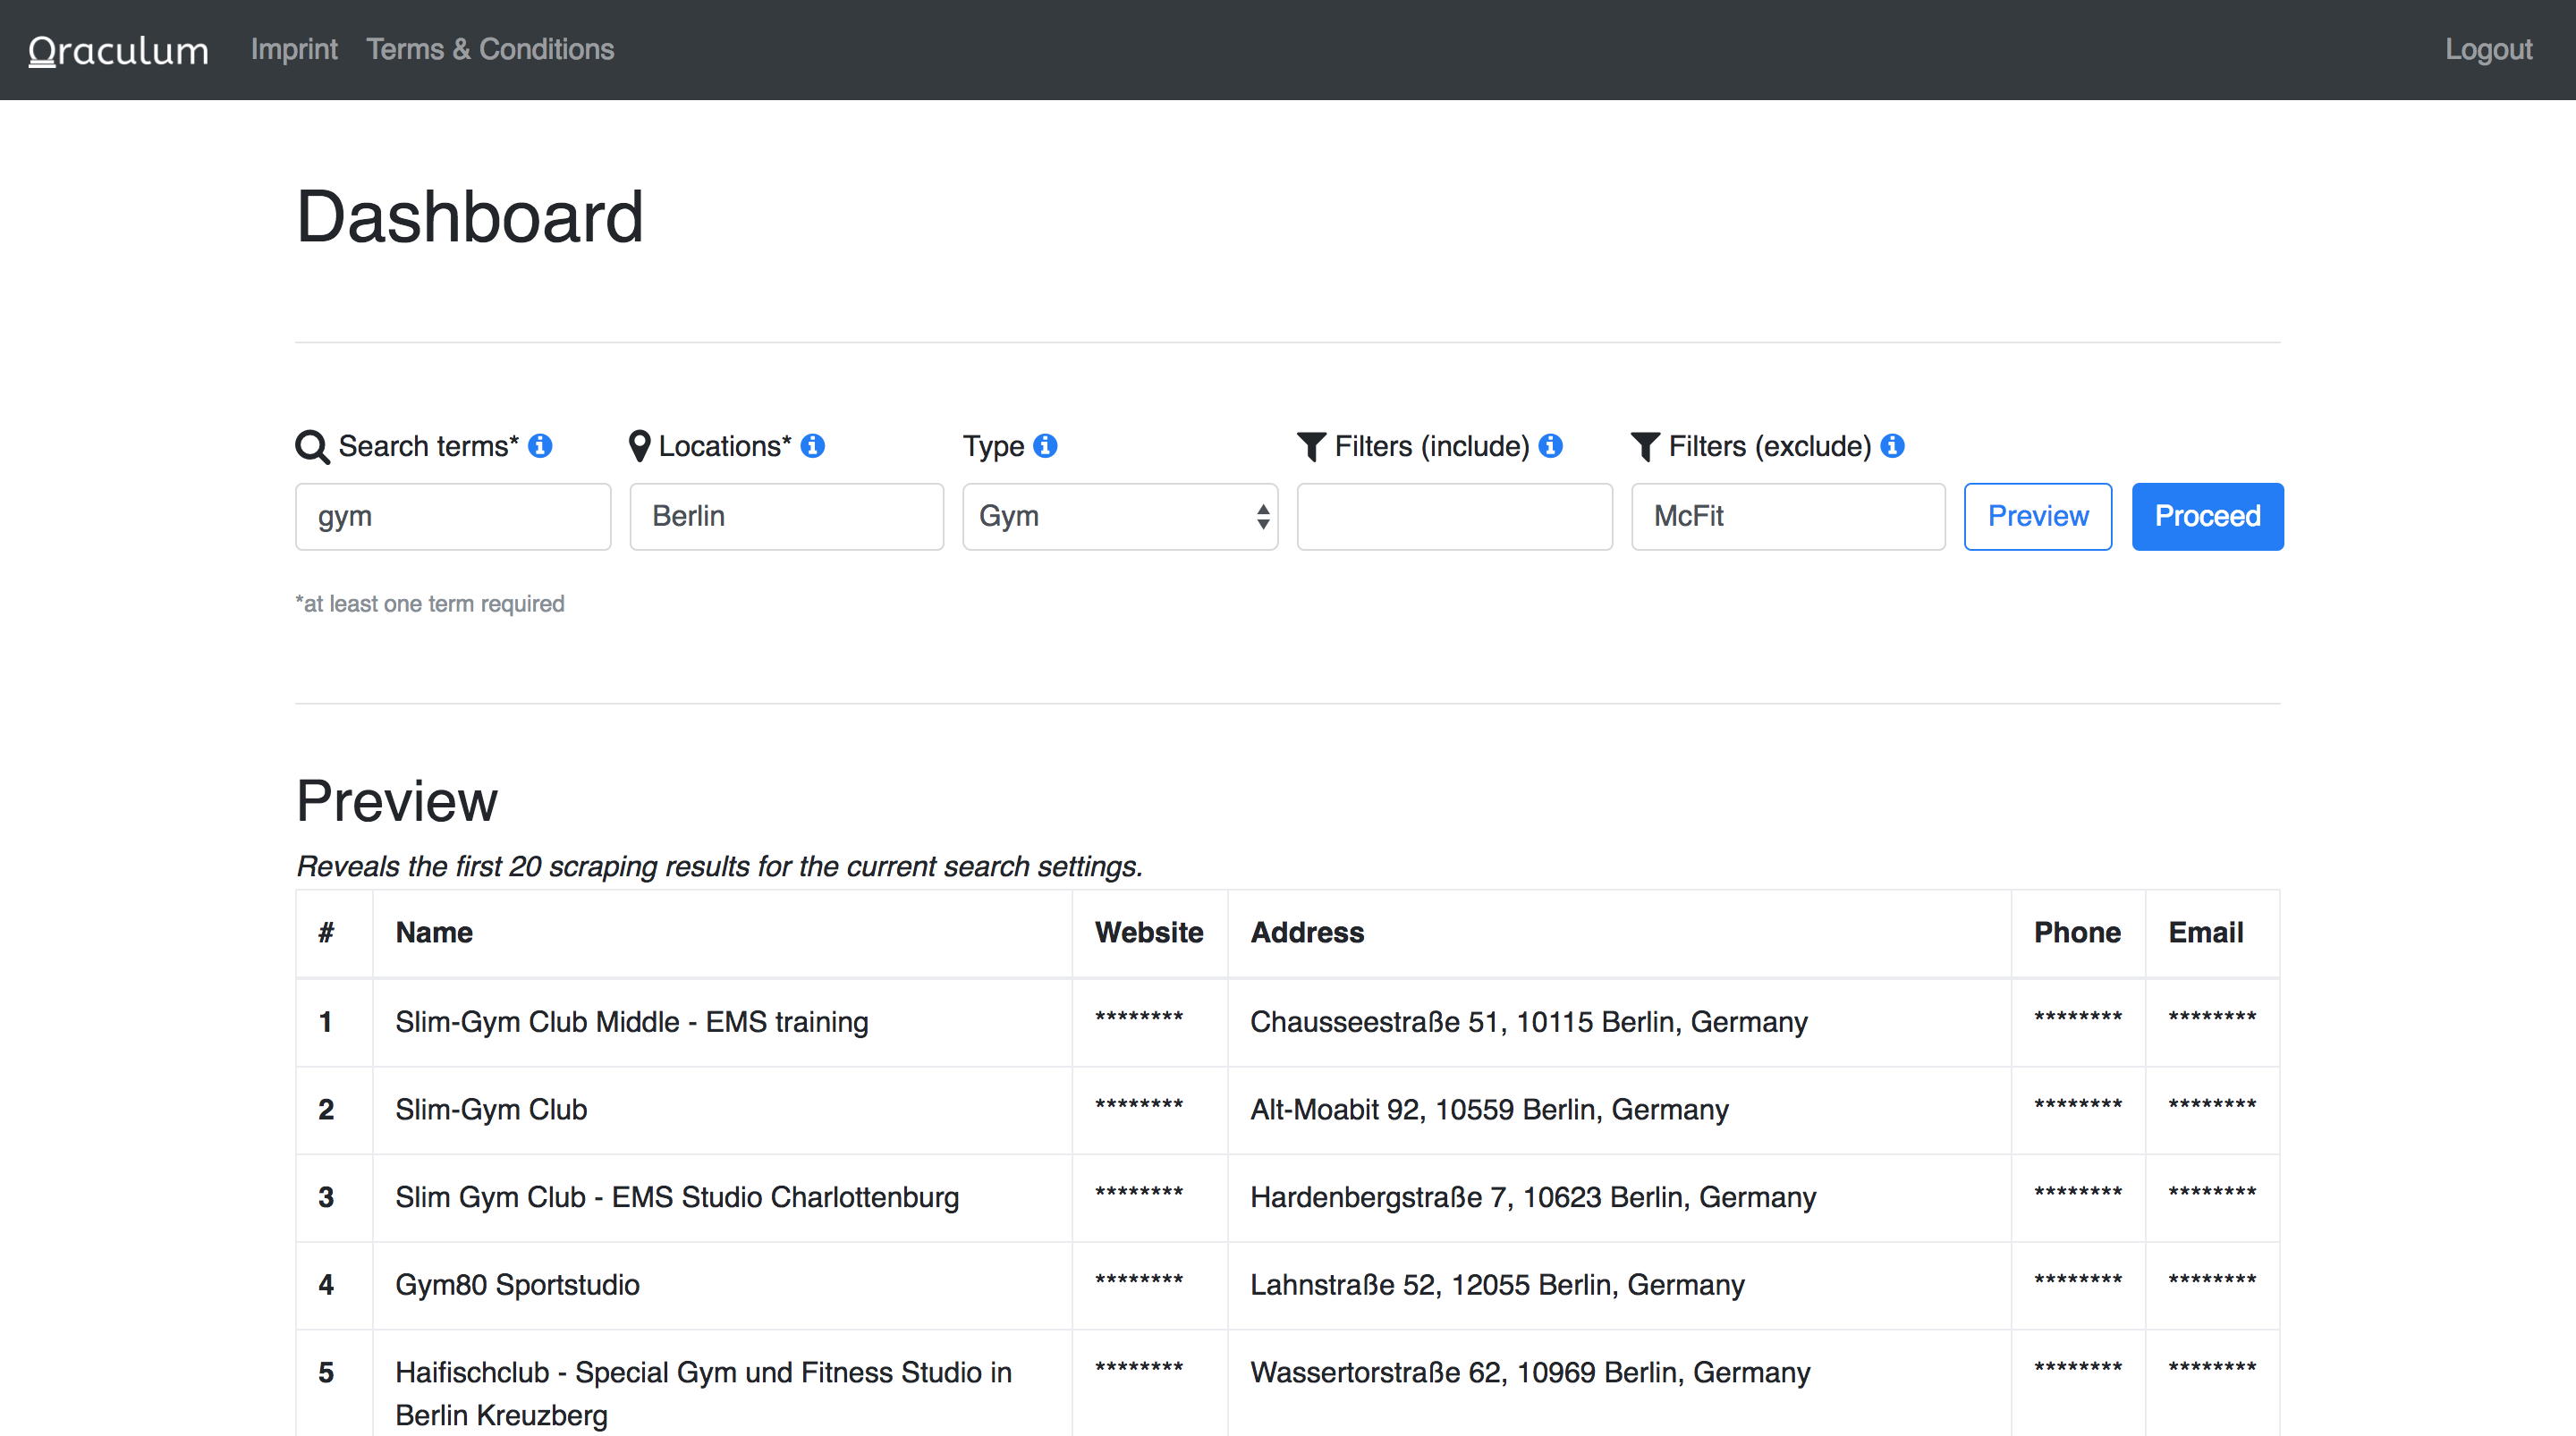 Oraculum Imprint Terms & Conditions Logout
Dashboard
Search terms* Locations* Type Filters (include) Filters (exclude)
gym Berlin Gym McFit Preview Proceed
*at least one term required
Preview
Reveals the first 20 scraping results for the current search settings.
# Name Website Address Phone Email
1 Slim-Gym Club Middle - EMS training ******** Chausseestraße 51, 10115 Berlin, Germany ******** ********
2 Slim-Gym Club ******** Alt-Moabit 92, 10559 Berlin, Germany ******** ********
3 Slim Gym Club - EMS Studio Charlottenburg ******** Hardenbergstraße 7, 10623 Berlin, Germany ******** ********
4 Gym80 Sportstudio ******** Lahnstraße 52, 12055 Berlin, Germany ******** ********
5 Haifischclub - Special Gym und Fitness Studio in ******** Wassertorstraße 62, 10969 Berlin, Germany ******** ********
Berlin Kreuzberg